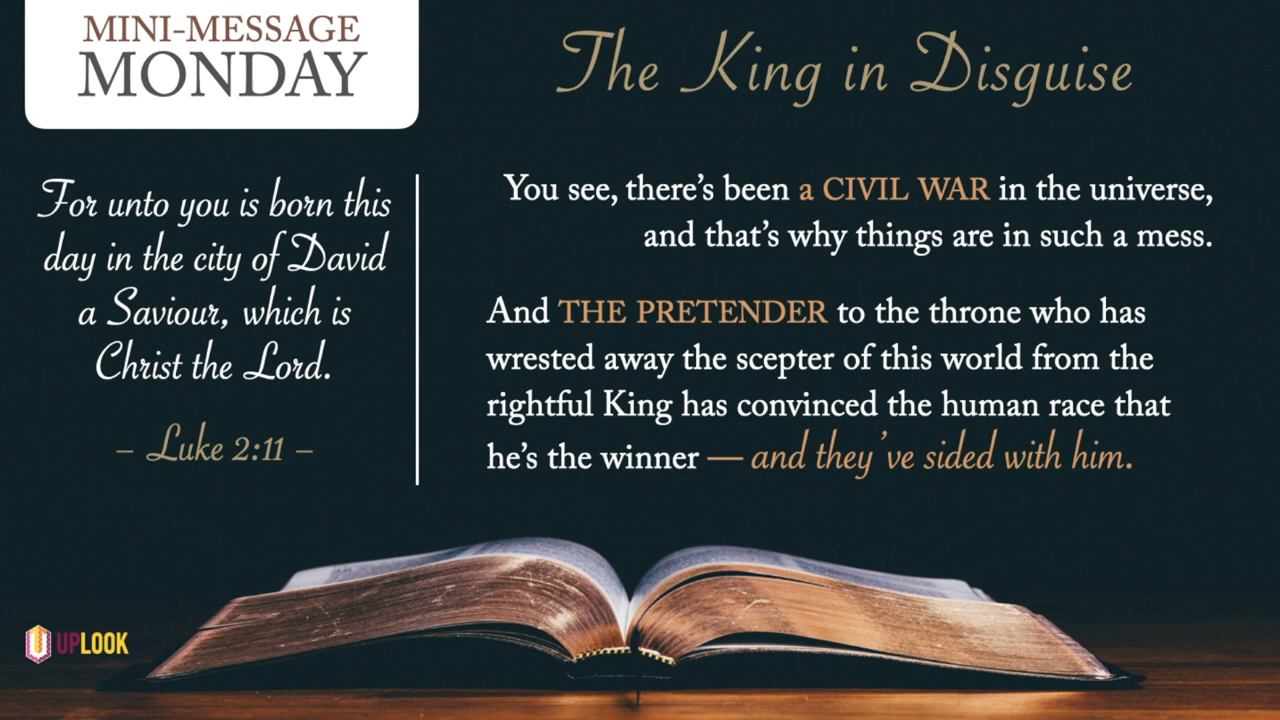 MINI-MESSAGE
MONDAY
The King in Disguise
For unto you is born this
day in the city of David
a Saviour, which is
Christ the Lord.
– Luke 2:11 –
You see, there’s been a CIVIL WAR in the universe,
and that’s why things are in such a mess.
And THE PRETENDER to the throne who has
wrested away the scepter of this world from the
rightful King has convinced the human race that
he’s the winner — and they’ve sided with him.
UPLOOK